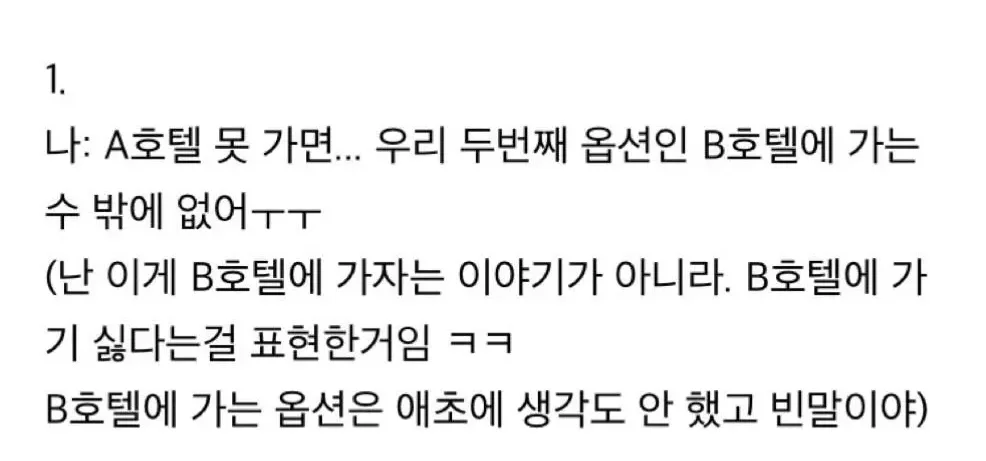 1.
나: A호텔 못 가면... 우리 두번째 옵션인 B호텔에 가는
수 밖에 없어ㅜㅜ
(난 이게 B호텔에 가자는 이야기가 아니라. B호텔에 가
기 싫다는걸 표현한거임 ㅋㅋ
B호텔에 가는 옵션은 애초에 생각도 안 했고 빈말이야)